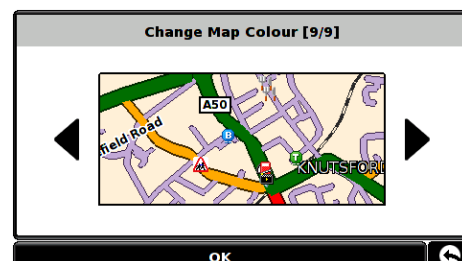 Change Map Colour [9/9]
A50
field Road
B
T
KNUTSFORD
OK